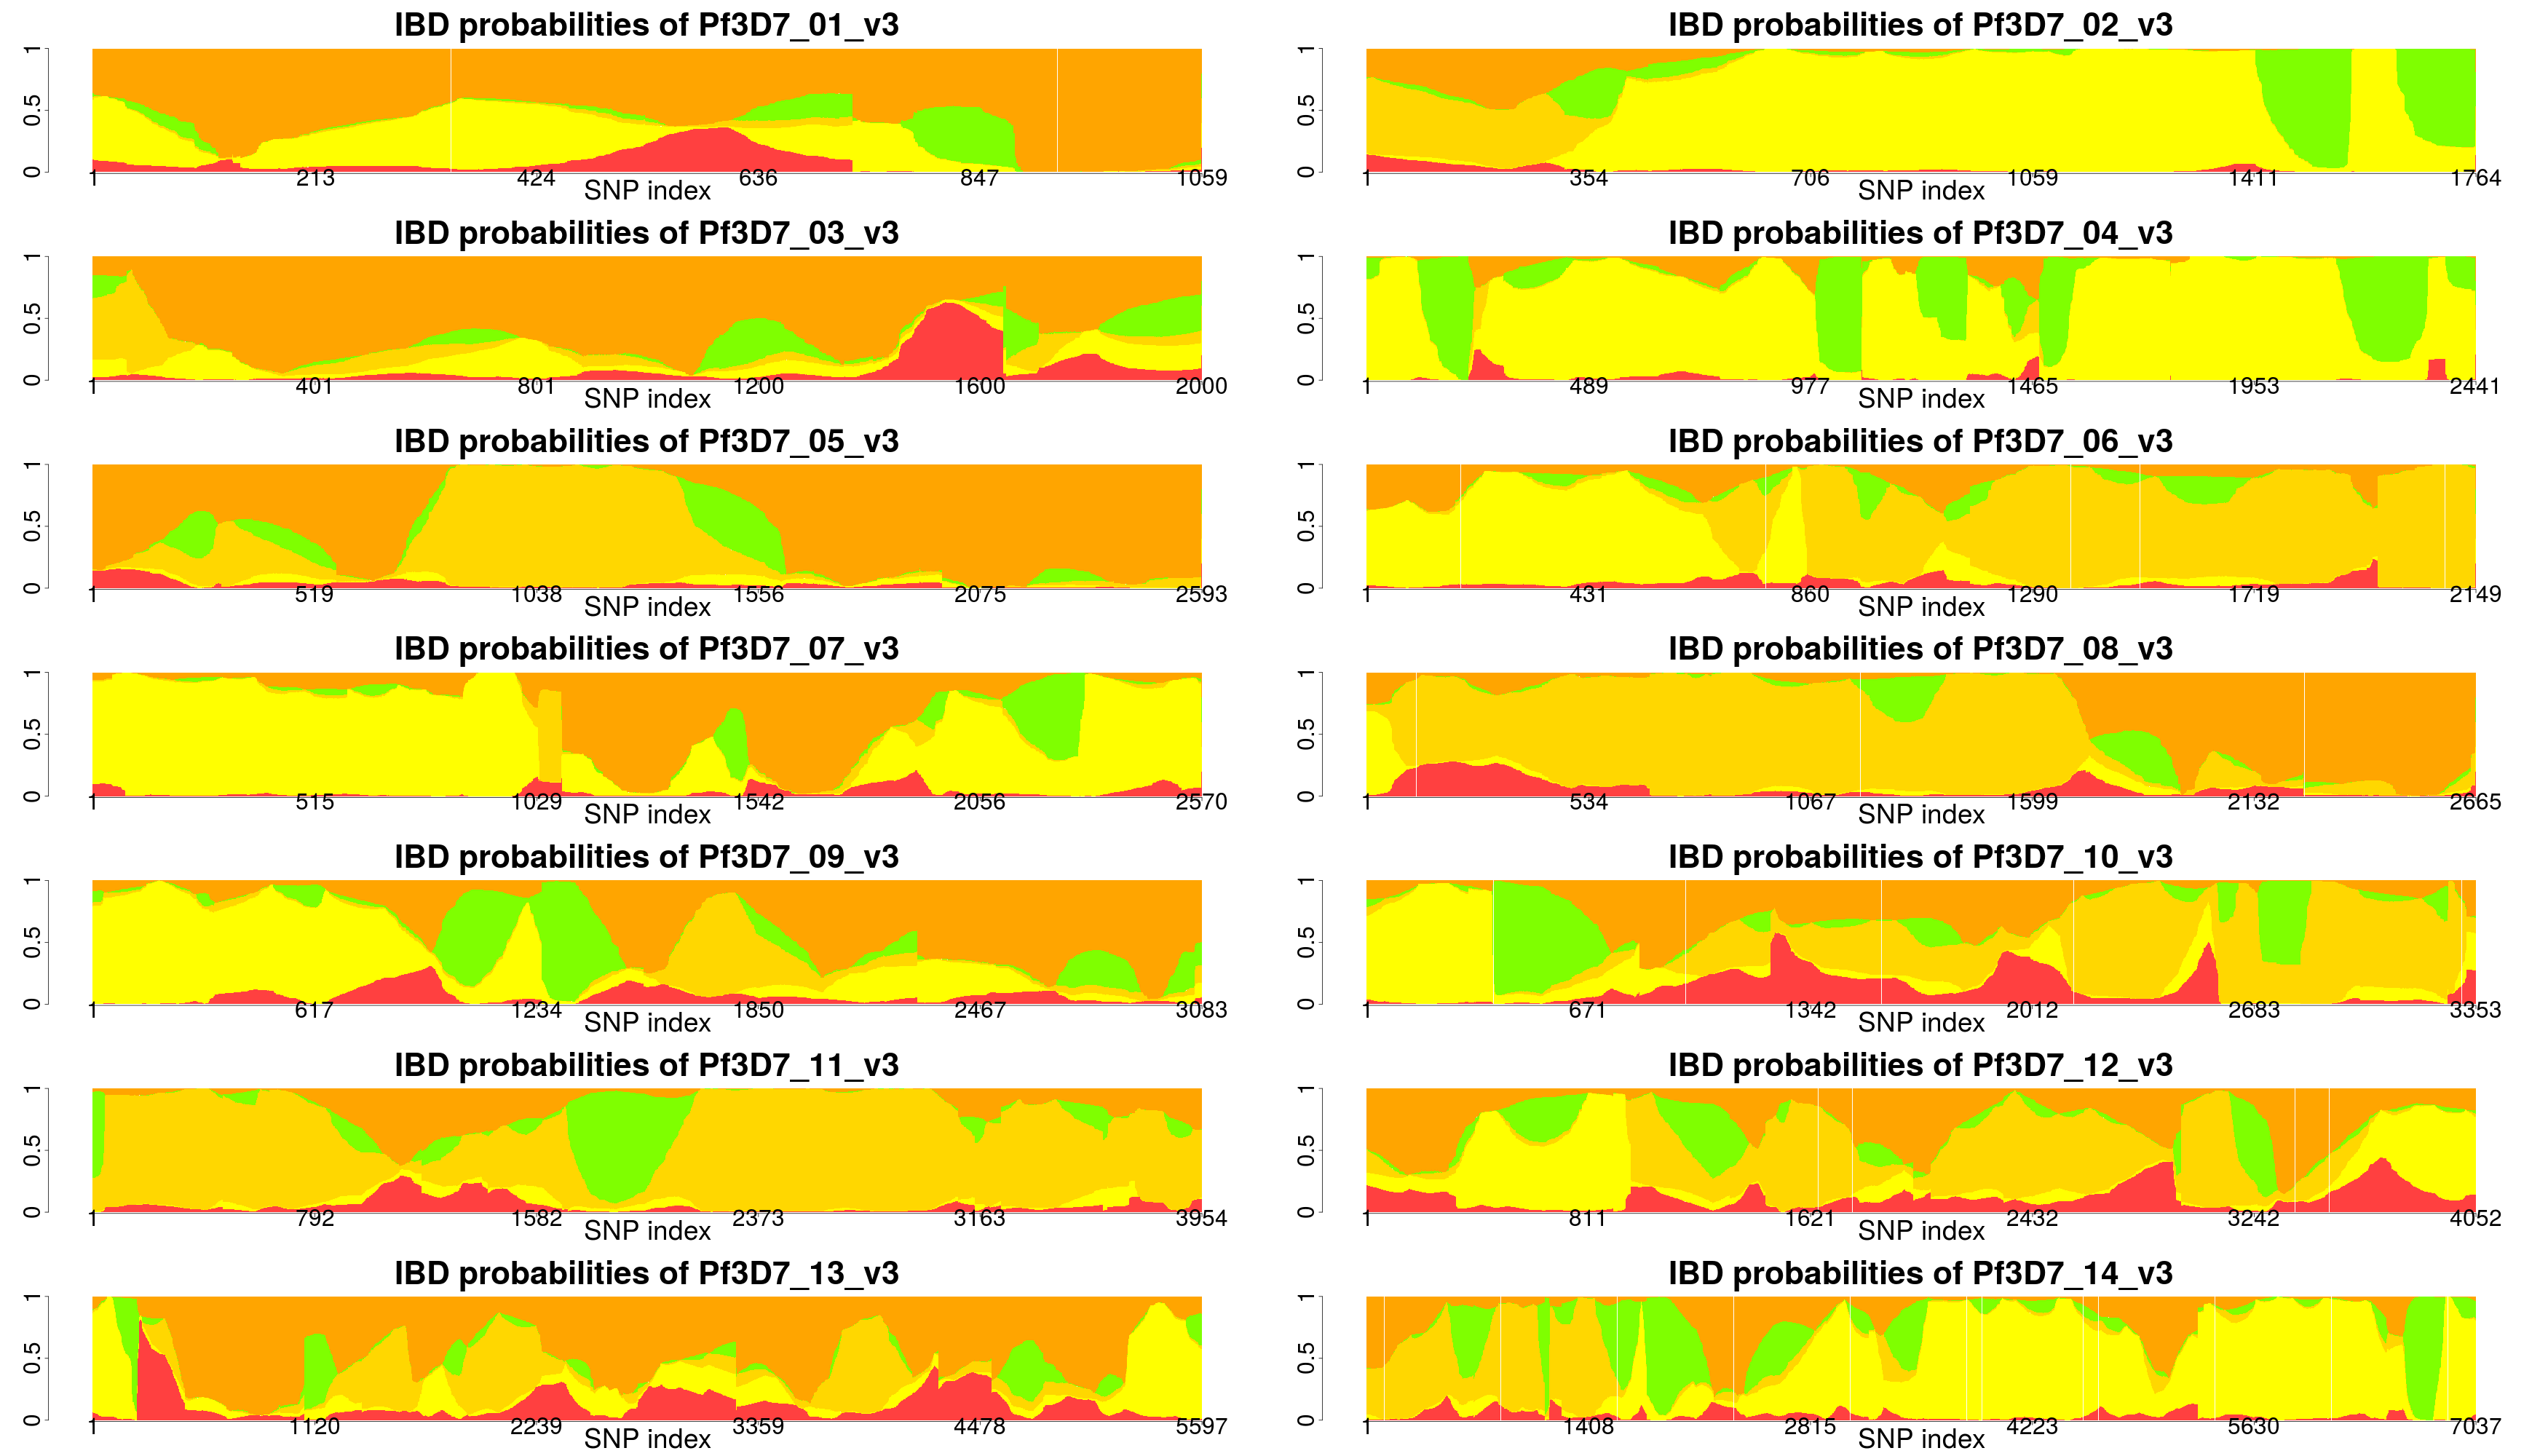 IBD probabilities of Pf3D7_01_v3
0 0.5 1
1 213 424 636 847 1059
SNP index
IBD probabilities of Pf3D7_02_v3
0 0.5 1
1 354 706 1059 1411 1764
SNP index
IBD probabilities of Pf3D7_03_v3
0 0.5 1
1 401 801 1200 1600 2000
SNP index
IBD probabilities of Pf3D7_04_v3
0 0.5 1
1 489 977 1465 1953 2441
SNP index
IBD probabilities of Pf3D7_05_v3
0 0.5 1
1 519 1038 1556 2075 2593
SNP index
IBD probabilities of Pf3D7_06_v3
0 0.5 1
1 431 860 1290 1719 2149
SNP index
IBD probabilities of Pf3D7_07_v3
0 0.5 1
1 515 1029 1542 2056 2570
SNP index
IBD probabilities of Pf3D7_08_v3
0 0.5 1
1 534 1067 1599 2132 2665
SNP index
IBD probabilities of Pf3D7_09_v3
0 0.5 1
1 617 1234 1850 2467 3083
SNP index
IBD probabilities of Pf3D7_10_v3
0 0.5 1
1 671 1342 2012 2683 3353
SNP index
IBD probabilities of Pf3D7_11_v3
0 0.5 1
1 792 1582 2373 3163 3954
SNP index
IBD probabilities of Pf3D7_12_v3
0 0.5 1
1 811 1621 2432 3242 4052
SNP index
IBD probabilities of Pf3D7_13_v3
0 0.5 1
1 1120 2239 3359 4478 5597
SNP index
IBD probabilities of Pf3D7_14_v3
0 0.5 1
1 1408 2815 4223 5630 7037
SNP index